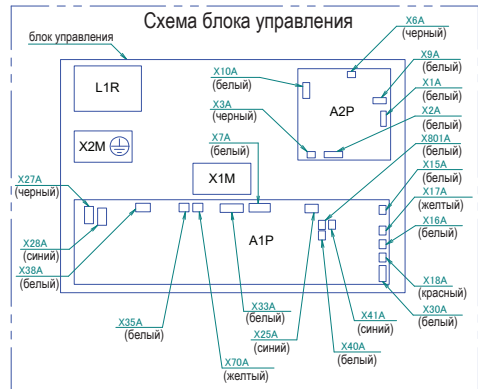 Схема блока управления
блок управления
X6A
(черный)
X10A
(белый)
X9A
(белый)
L1R
X1A
(белый)
X3A
(черный)
A2P
X2A
(белый)
X7A
(белый)
X801A
(белый)
X2M
X1M
X15A
(белый)
X27A
(черный)
X17A
(желтый)
X16A
(белый)
A1P
X28A
(синий)
X38A
(белый)
X18A
(красный)
X33A
(белый)
X41A
(синий)
X30A
(белый)
X35A
(белый)
X25A
(синий)
X40A
(белый)
X70A
(желтый)